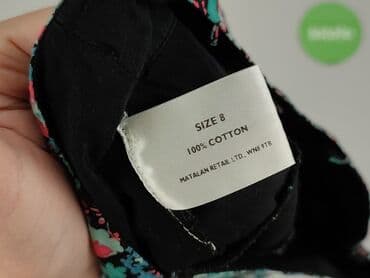 SIZE 8
100% COTTON
MATALAN RETAIL LTD., WN8 9TB